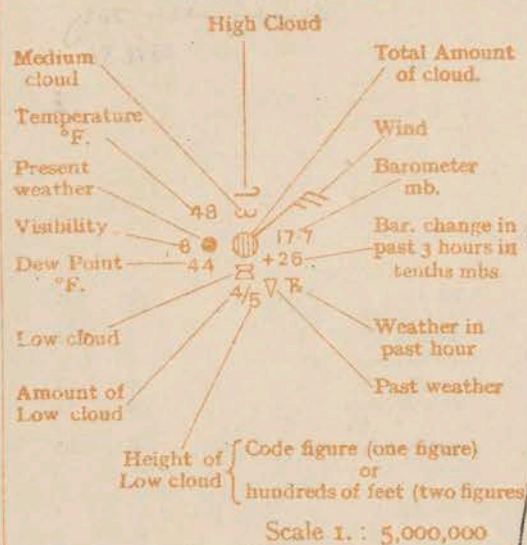 High Cloud
Medium cloud
Total Amount of cloud.
Temperature °F.
Wind
Present weather
Barometer mb.
48
Visibility
8
17·7
Bar. change in past 3 hours in tenths mbs
Dew Point °F.
44
+26
4/5
Low cloud
Weather in past hour
Amount of Low cloud
Past weather
Height of Low cloud
Code figure (one figure)
or
hundreds of feet (two figures
Scale 1. : 5,000,000